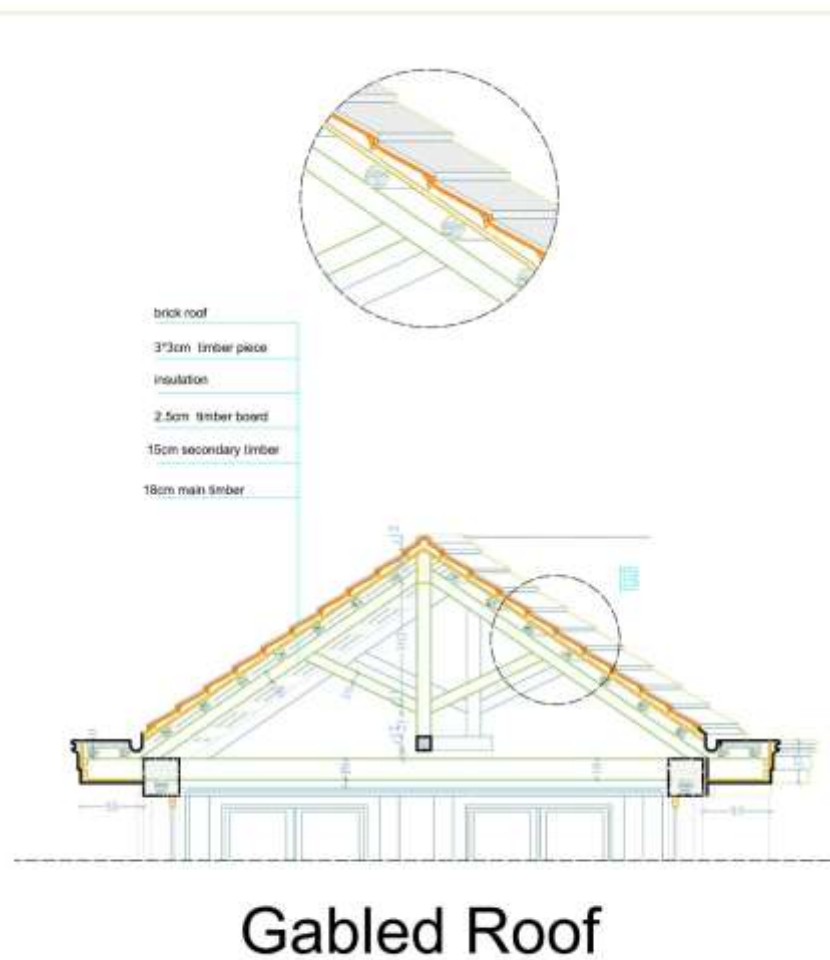 brick roof
3*3cm timber piece
insulation
2.5cm timber board
15cm secondary timber
18cm main timber
Gabled Roof